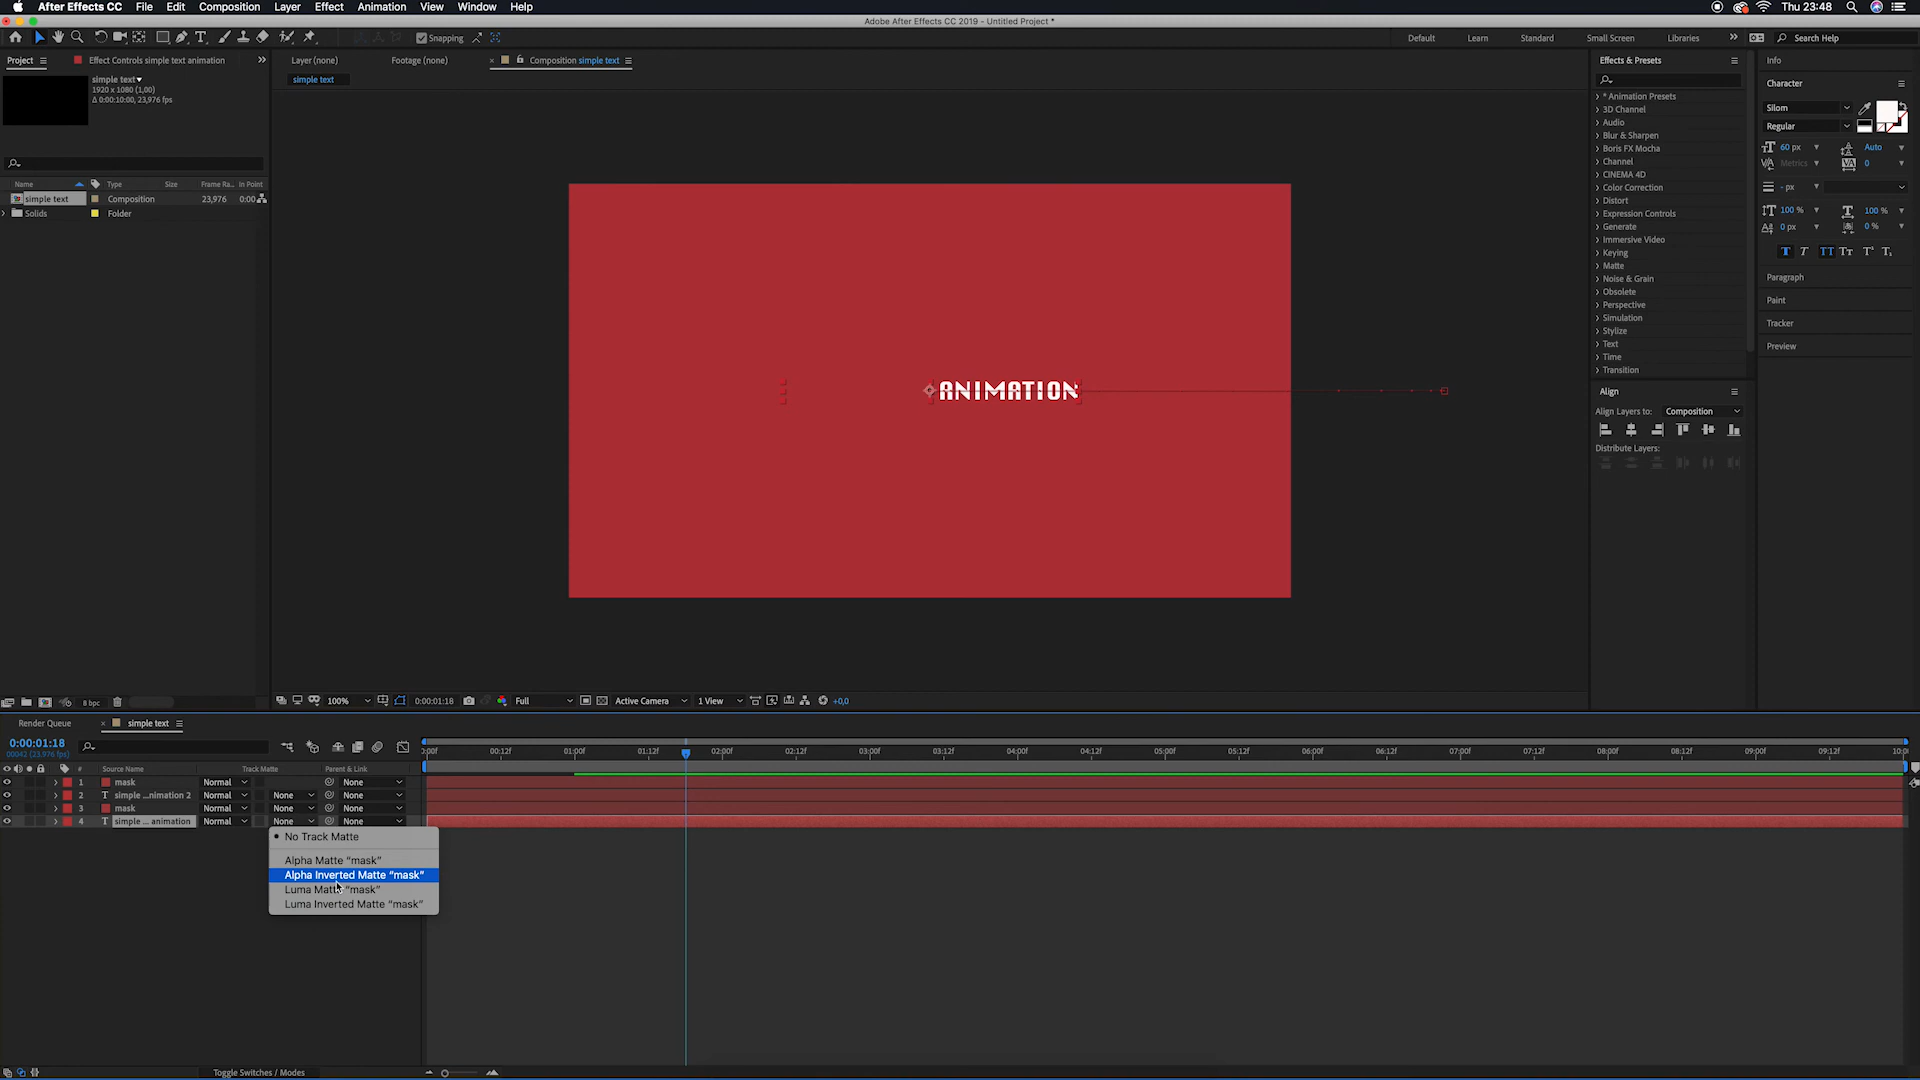 After Effects CC File Edit Composition Layer Effect Animation View Window Help
Thu 23:48
Adobe After Effects CC 2019 - Untitled Project *
Snapping
Default Learn Standard Small Screen Libraries Search Help
Project
Effect Controls simple text animation
Layer (none)
Footage (none)
Composition simple text
simple text
simple text
1920 x 1080 (1,00)
Δ 0:00:10:00, 23,976 fps
Name Type Size Frame Ra... In Point
simple text Composition 23,976 0:00
Solids Folder
ANIMATION
Effects & Presets
* Animation Presets
3D Channel
Audio
Blur & Sharpen
Boris FX Mocha
Channel
CINEMA 4D
Color Correction
Distort
Expression Controls
Generate
Immersive Video
Keying
Matte
Noise & Grain
Obsolete
Perspective
Simulation
Stylize
Text
Time
Transition
Align
Align Layers to: Composition
Distribute Layers:
Info
Character
Silom
Regular
60 px Auto
Metrics 0
- px
100 % 100 %
0 px 0 %
Paragraph
Paint
Tracker
Preview
8 bpc
100% 0:00:01:18 Full Active Camera 1 View +0,0
Render Queue
simple text
0:00:01:18
00042 (23.976 fps)
:00f 00:12f 01:00f 01:12f 02:00f 02:12f 03:00f 03:12f 04:00f 04:12f 05:00f 05:12f 06:00f 06:12f 07:00f 07:12f 08:00f 08:12f 09:00f 09:12f 10:0
# Source Name Track Matte Parent & Link
1 mask Normal None
2 simple ...nimation 2 Normal None None
3 mask Normal None None
4 simple ... animation Normal None None
No Track Matte
Alpha Matte "mask"
Alpha Inverted Matte "mask"
Luma Matte "mask"
Luma Inverted Matte "mask"
Toggle Switches / Modes